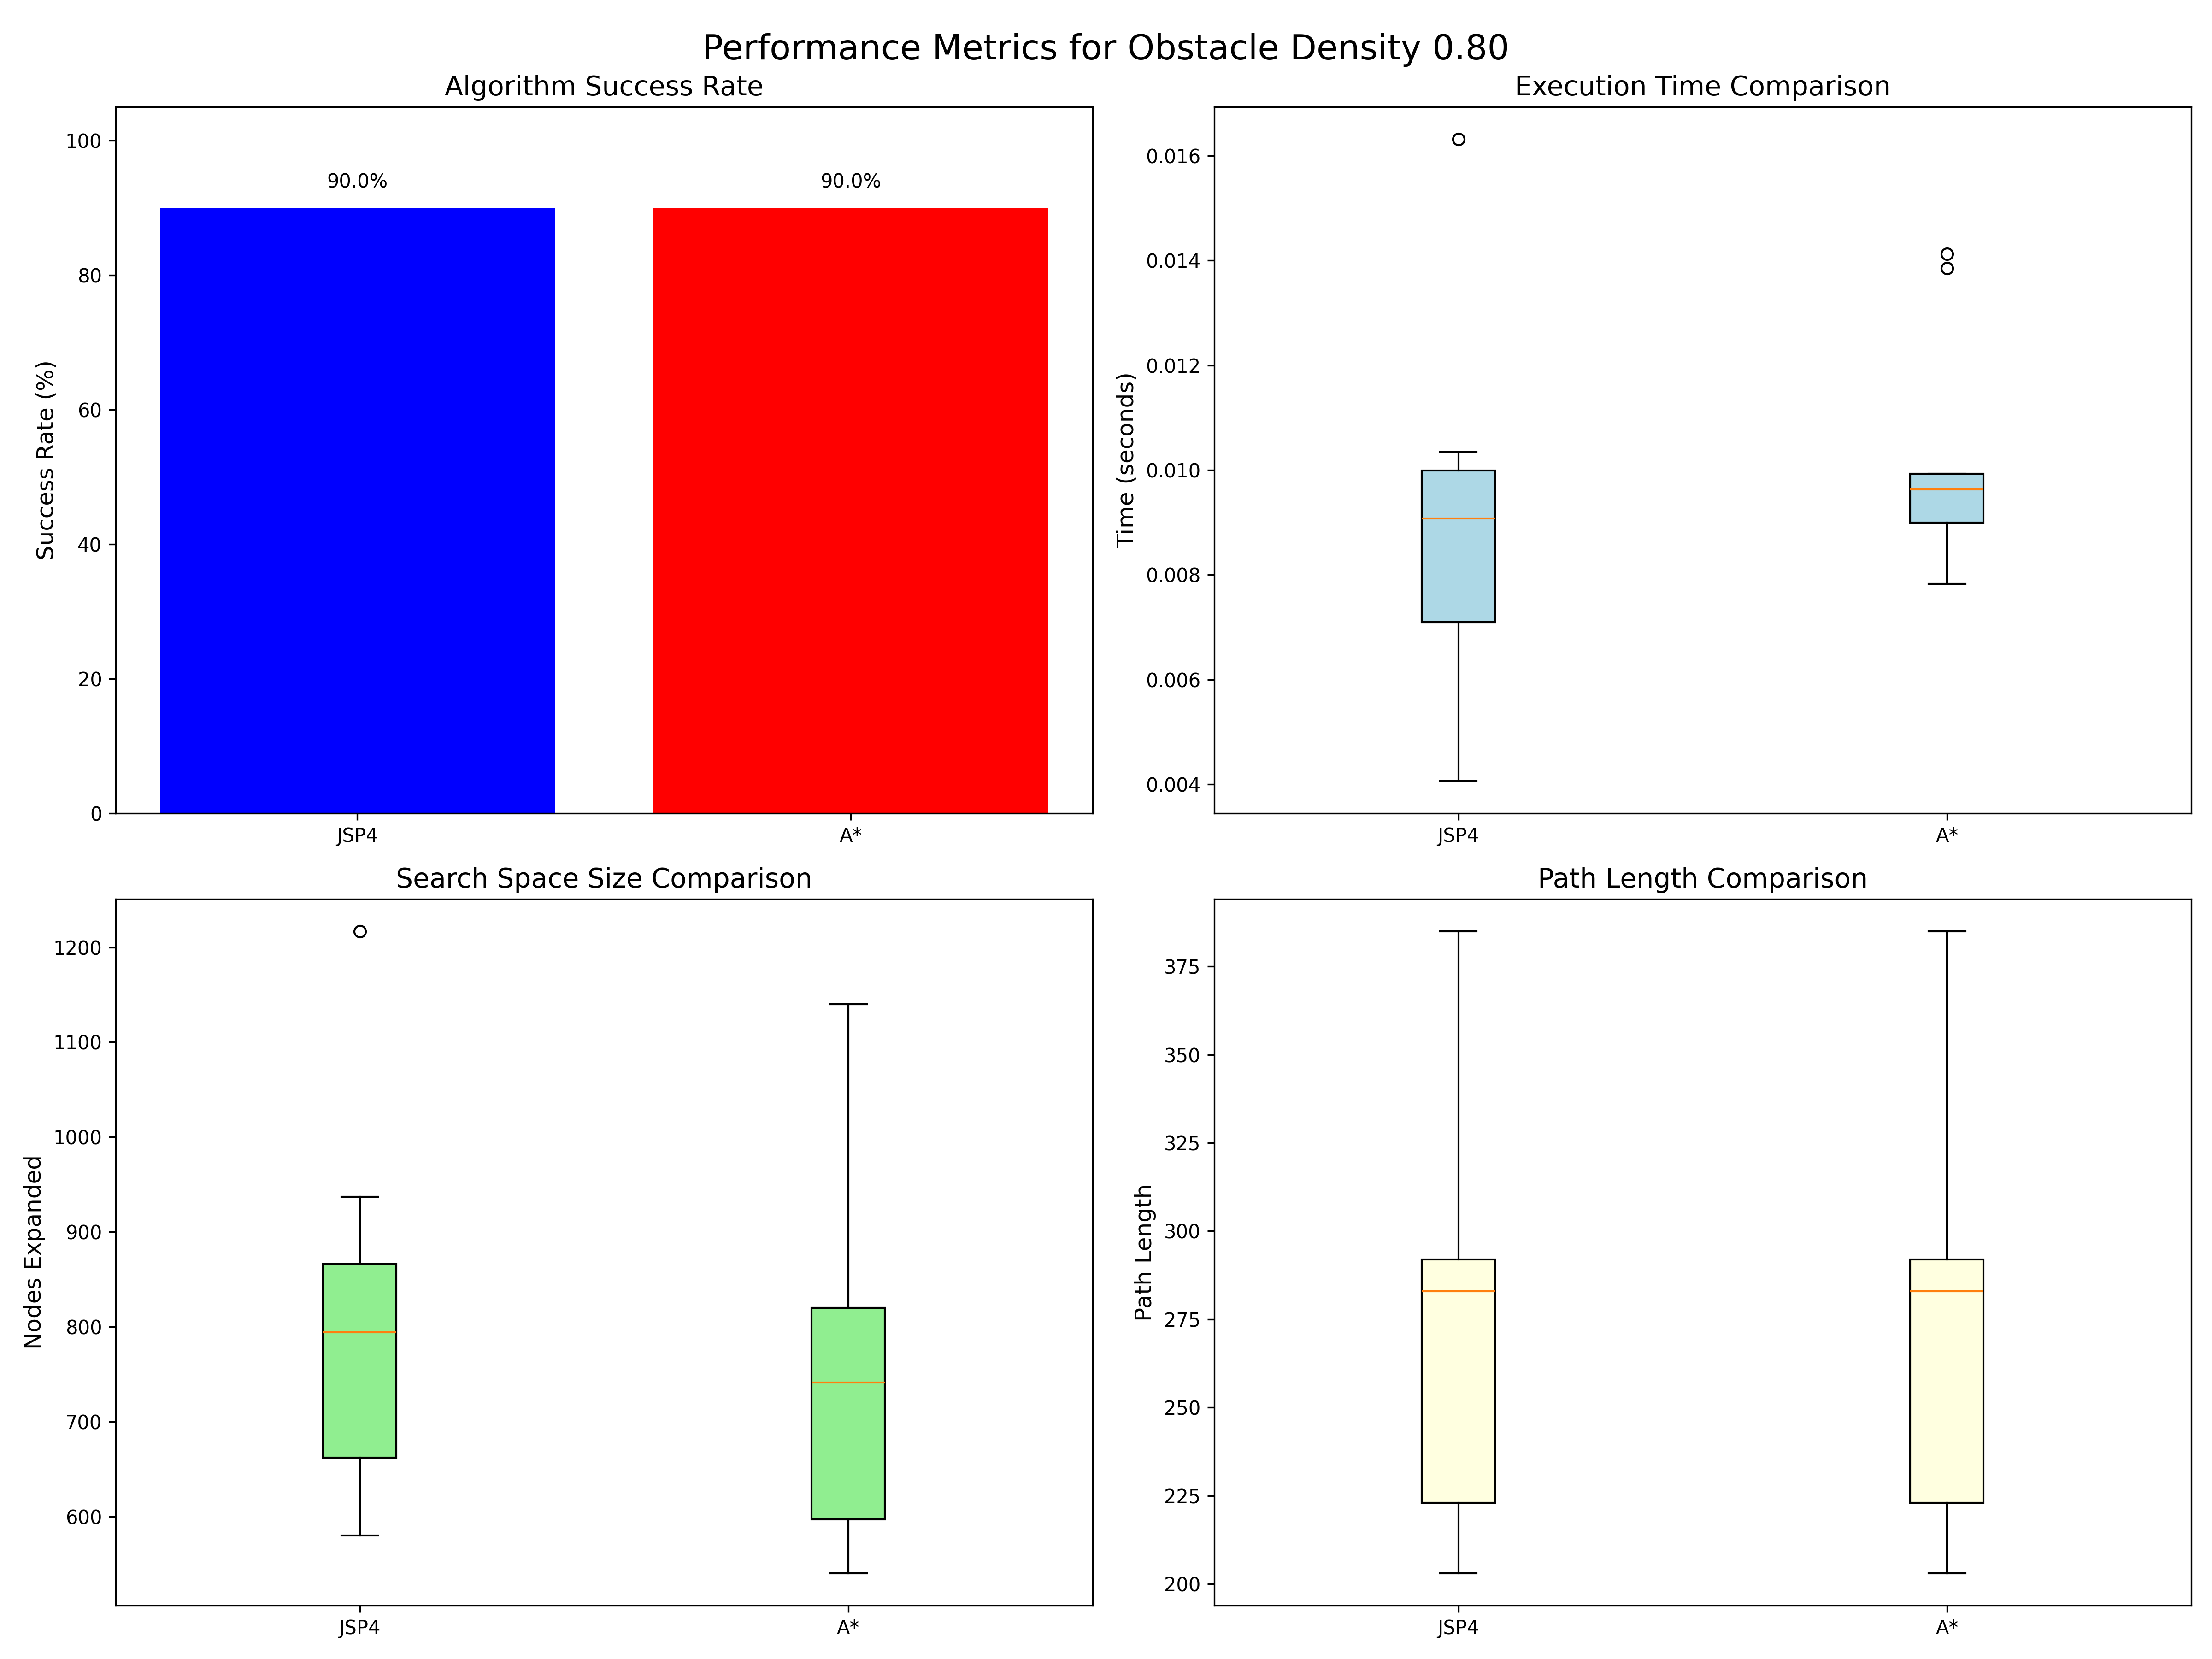 Performance Metrics for Obstacle Density 0.80
Algorithm Success Rate
Success Rate (%)
100
80
60
40
20
0
90.0%
90.0%
JSP4
A*
Execution Time Comparison
Time (seconds)
0.016
0.014
0.012
0.010
0.008
0.006
0.004
JSP4
A*
Search Space Size Comparison
Nodes Expanded
1200
1100
1000
900
800
700
600
JSP4
A*
Path Length Comparison
Path Length
375
350
325
300
275
250
225
200
JSP4
A*